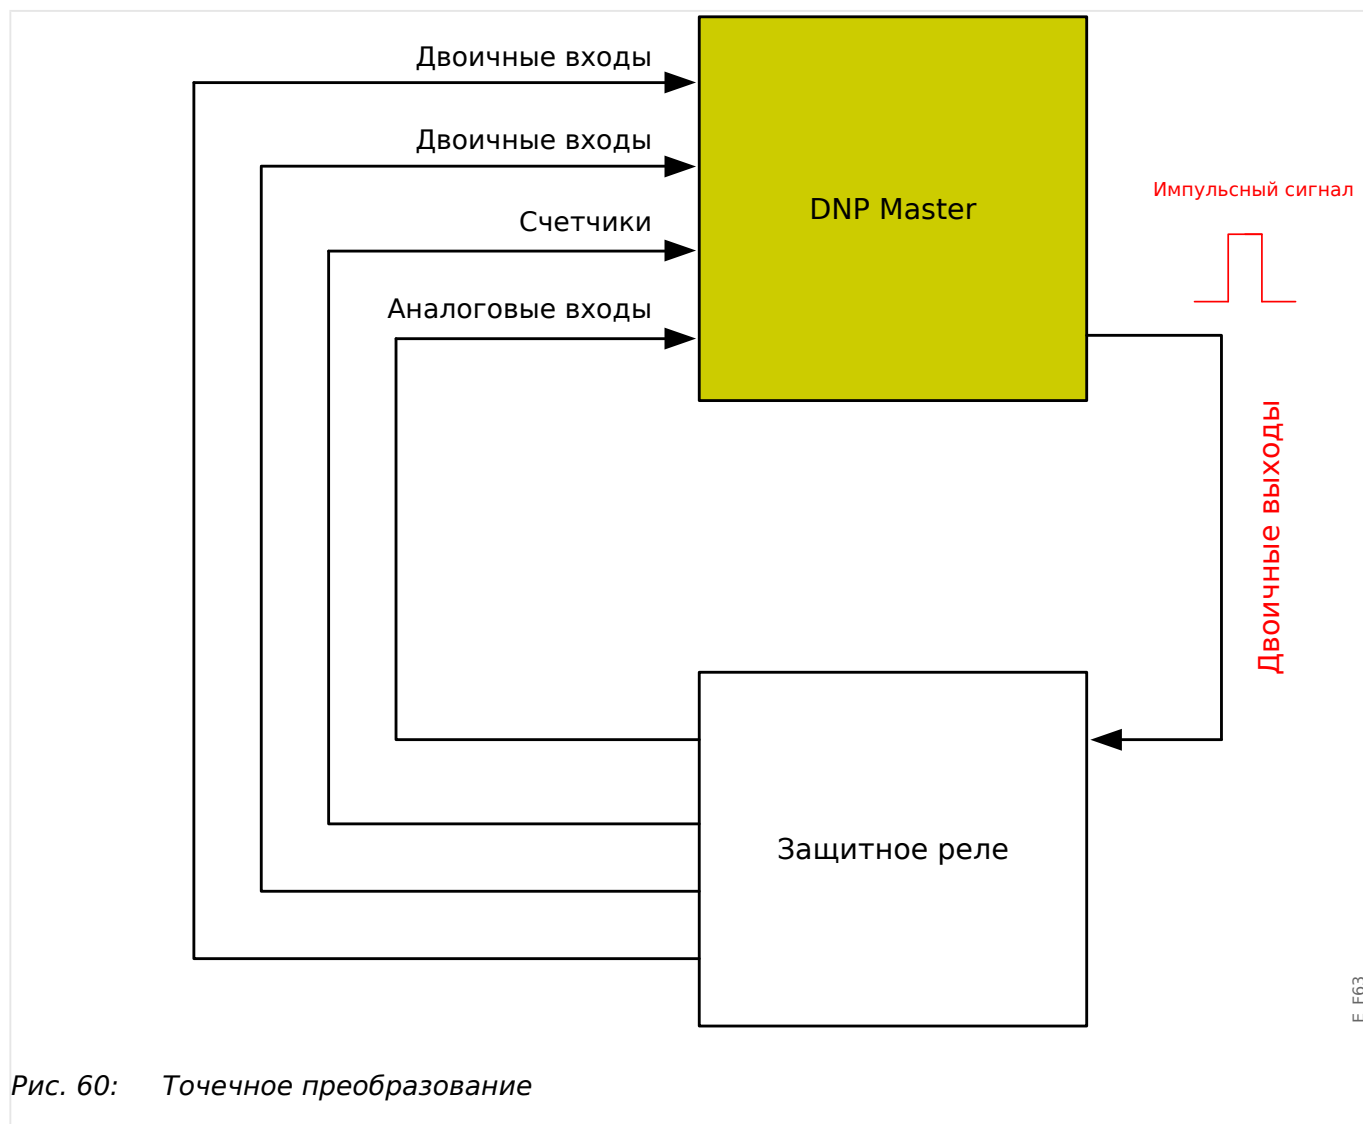 Двоичные входы
Двоичные входы
Счетчики
Аналоговые входы
DNP Master
Импульсный сигнал
Двоичные выходы
Защитное реле
Рис. 60: Точечное преобразование